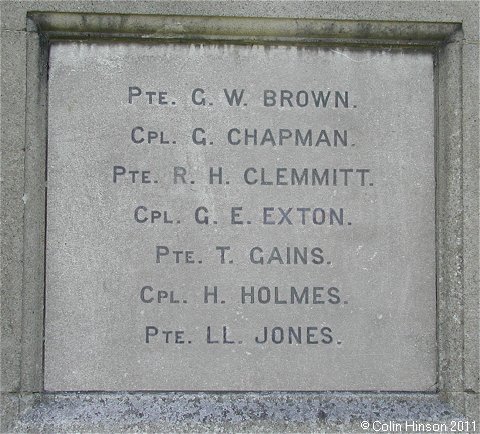 PTE. G. W. BROWN.
CPL. G. CHAPMAN.
PTE. R. H. CLEMMITT.
CPL. G. E. EXTON.
PTE. T. GAINS.
CPL. H. HOLMES.
PTE. LL. JONES.
©Colin Hinson 2011